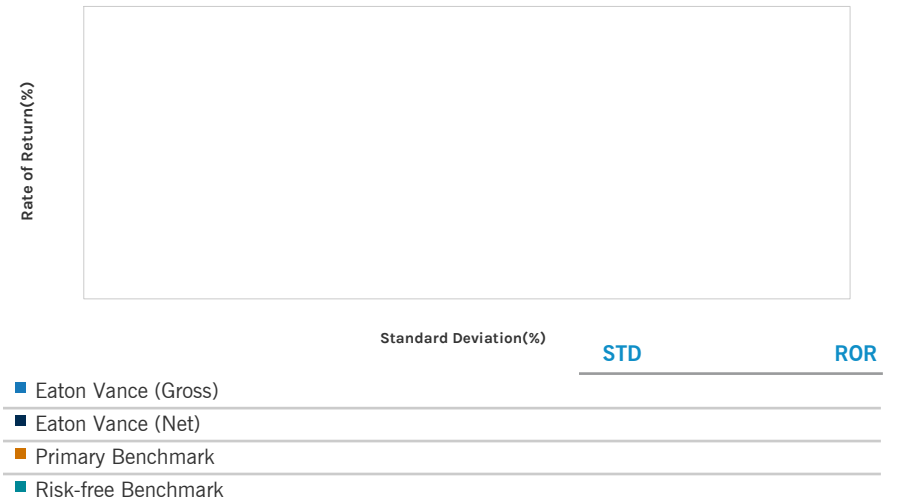 Rate of Return(%)
Standard Deviation(%)
STD ROR
Eaton Vance (Gross)
Eaton Vance (Net)
Primary Benchmark
Risk-free Benchmark